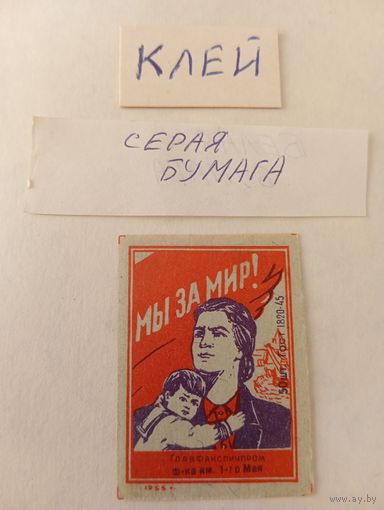 КЛЕЙ
СЕРАЯ
БУМАГА
МЫ ЗА МИР!
50 шт. ГОСТ 1820-45
Главфанспичпром
ф-ка им. 1-го Мая
1955 г.
www.ay.by